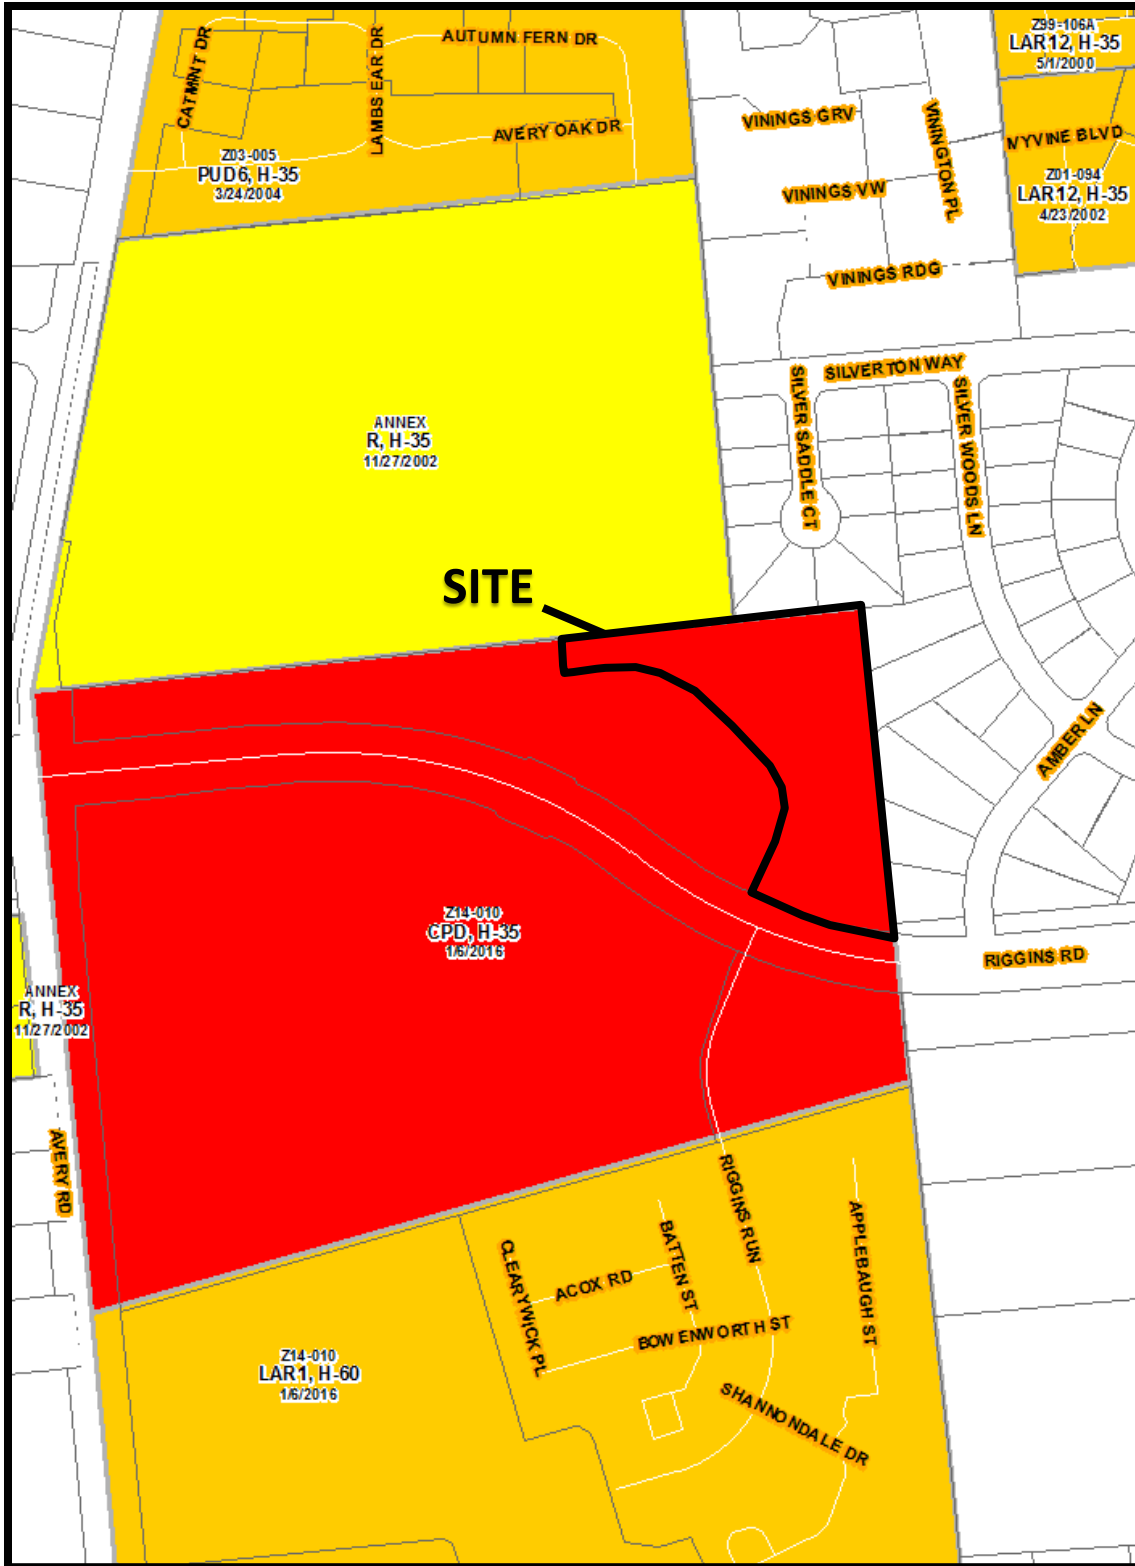 CATMINT DR
LAMBS EAR DR
AUTUMN FERN DR
AVERY OAK DR
Z03-005
PUD6, H-35
3/24/2004
VININGS GRV
VININGTON PL
VININGS VW
VININGS RDG
Z99-106A
LAR12, H-35
5/1/2000
IVYVINE BLVD
Z01-094
LAR12, H-35
4/23/2002
SILVERTON WAY
SILVER SADDLE CT
SILVER WOODS LN
ANNEX
R, H-35
11/27/2002
SITE
AMBER LN
Z14-010
CPD, H-35
1/6/2016
RIGGINS RD
ANNEX
R, H-35
11/27/2002
AVERY RD
RIGGINS RUN
BATTEN ST
APPLEBAUGH ST
CLEARYWICK PL
ACOX RD
BOWENWORTH ST
Z14-010
LAR1, H-60
1/6/2016
SHANNONDALE DR